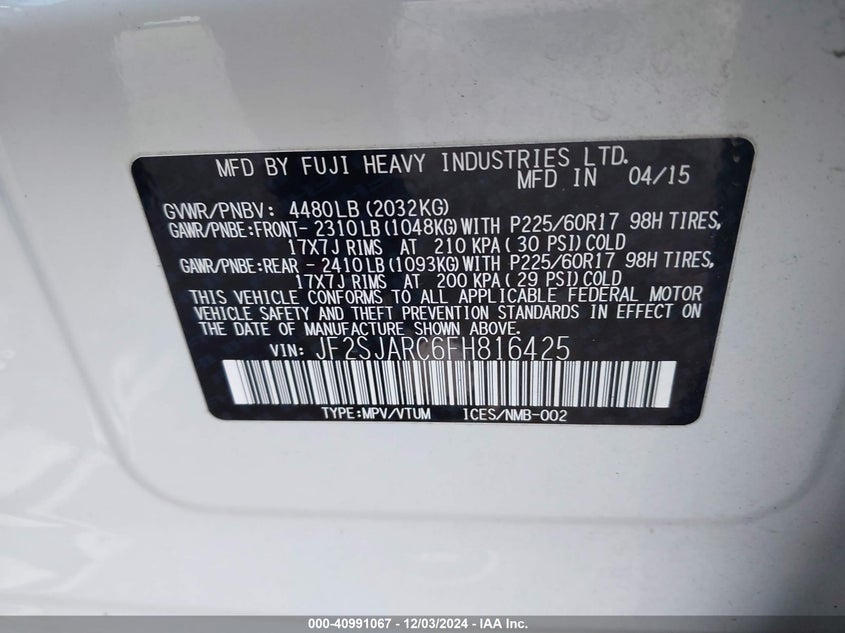 MFD BY FUJI HEAVY INDUSTRIES LTD.
MFD IN 04/15
GVWR/PNBV: 4480LB(2032KG)
GAWR/PNBE:FRONT- 2310LB(1048KG)WITH P225/60R17 98H TIRES,
17X7J RIMS AT 210 KPA( 30 PSI)COLD
GAWR/PNBE:REAR - 2410LB(1093KG)WITH P225/60R17 98H TIRES,
17X7J RIMS AT 200 KPA( 29 PSI)COLD
THIS VEHICLE CONFORMS TO ALL APPLICABLE FEDERAL MOTOR
VEHICLE SAFETY AND THEFT PREVENTION STANDARDS IN EFFECT ON
THE DATE OF MANUFACTURE SHOWN ABOVE.
VIN: JF2SJARC6FH816425
TYPE:MPV/VTUM ICES/NMB-002
000-40991067 - 12/03/2024 - IAA Inc.